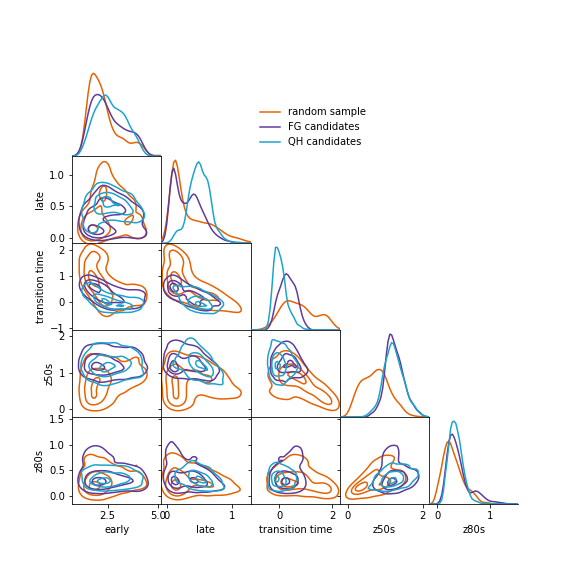 random sample
FG candidates
QH candidates
1.0
0.5
0.0
late
2
1
0
−1
transition time
2
1
0
z50s
1.5
1.0
0.5
0.0
z80s
2.5 5.0 0 1 0 2 0 2 0 1
early late transition time z50s z80s